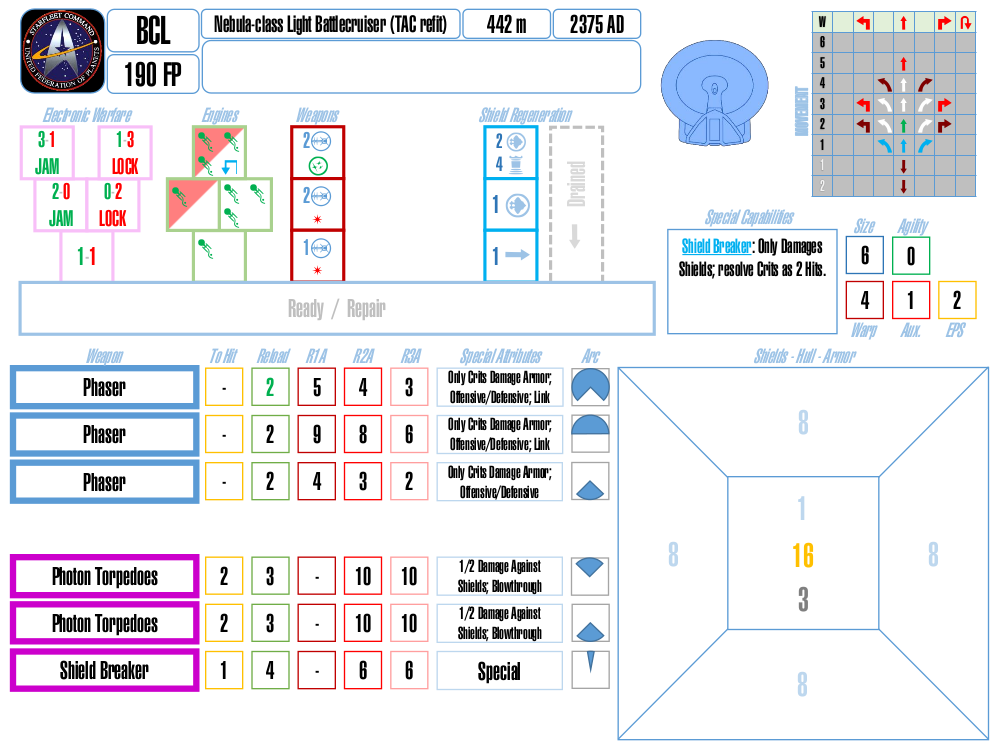 STARFLEET COMMAND
UNITED FEDERATION OF PLANETS
BCL
190 FP
Nebula-class Light Battlecruiser (TAC refit)
442 m
2375 AD
MOVEMENT
W
6
5
4
3
2
1
1
2
Electronic Warfare
3-1
JAM
1-3
LOCK
2-0
JAM
0-2
LOCK
1-1
Engines
Weapons
2
2
1
Shield Regeneration
2
4
1
1
Drained
Ready / Repair
Special Capabilities
Shield Breaker: Only Damages
Shields; resolve Crits as 2 Hits.
Size
Agility
6
0
4
1
2
Warp
Aux.
EPS
Weapon
To Hit
Reload
R1A
R2A
R3A
Special Attributes
Arc
Phaser
-
2
5
4
3
Only Crits Damage Armor;
Offensive/Defensive; Link
Phaser
-
2
9
8
6
Only Crits Damage Armor;
Offensive/Defensive; Link
Phaser
-
2
4
3
2
Only Crits Damage Armor;
Offensive/Defensive
Photon Torpedoes
2
3
-
10
10
1/2 Damage Against
Shields; Blowthrough
Photon Torpedoes
2
3
-
10
10
1/2 Damage Against
Shields; Blowthrough
Shield Breaker
1
4
-
6
6
Special
Shields - Hull - Armor
8
8
1
16
3
8
8